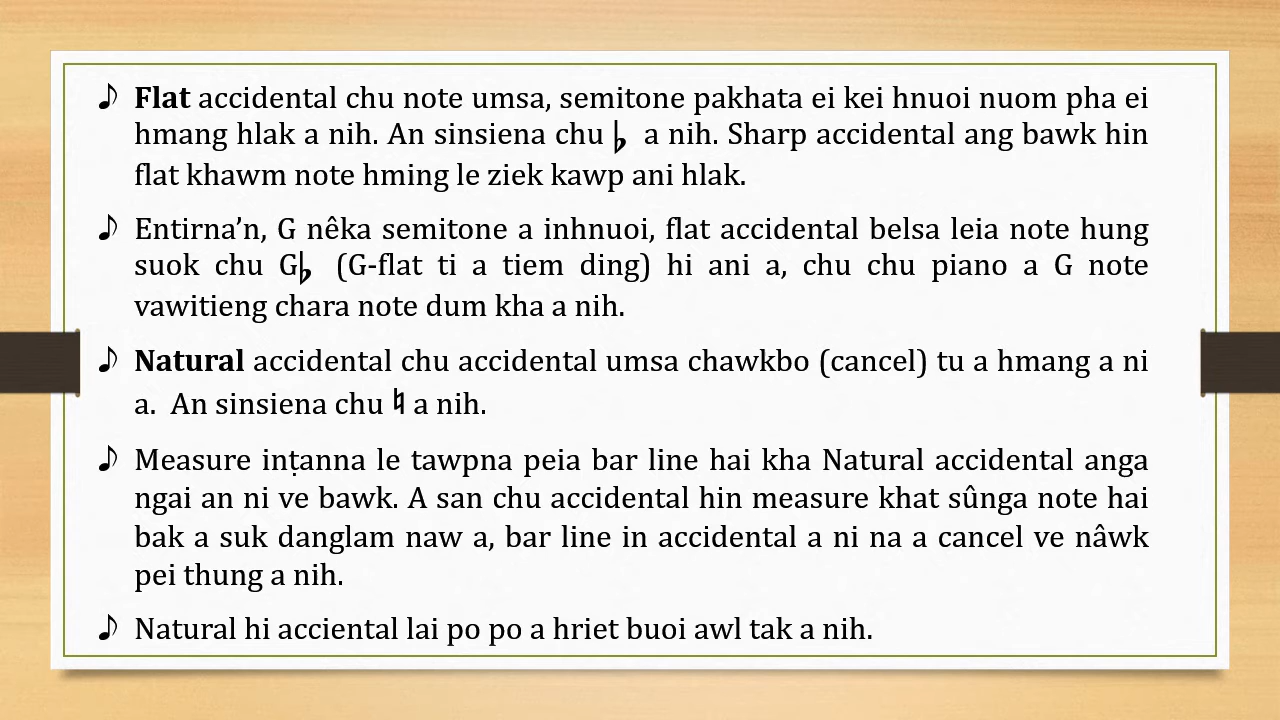 ♪ Flat accidental chu note umsa, semitone pakhata ei kei hnuoi nuom pha ei
hmang hlak a nih. An sinsiena chu ♭ a nih. Sharp accidental ang bawk hin
flat khawm note hming le ziek kawp ani hlak.
♪ Entirna’n, G nêka semitone a inhnuoi, flat accidental belsa leia note hung
suok chu G♭ (G-flat ti a tiem ding) hi ani a, chu chu piano a G note
vawitieng chara note dum kha a nih.
♪ Natural accidental chu accidental umsa chawkbo (cancel) tu a hmang a ni
a. An sinsiena chu ♮ a nih.
♪ Measure inṭanna le tawpna peia bar line hai kha Natural accidental anga
ngai an ni ve bawk. A san chu accidental hin measure khat sûnga note hai
bak a suk danglam naw a, bar line in accidental a ni na a cancel ve nâwk
pei thung a nih.
♪ Natural hi acciental lai po po a hriet buoi awl tak a nih.